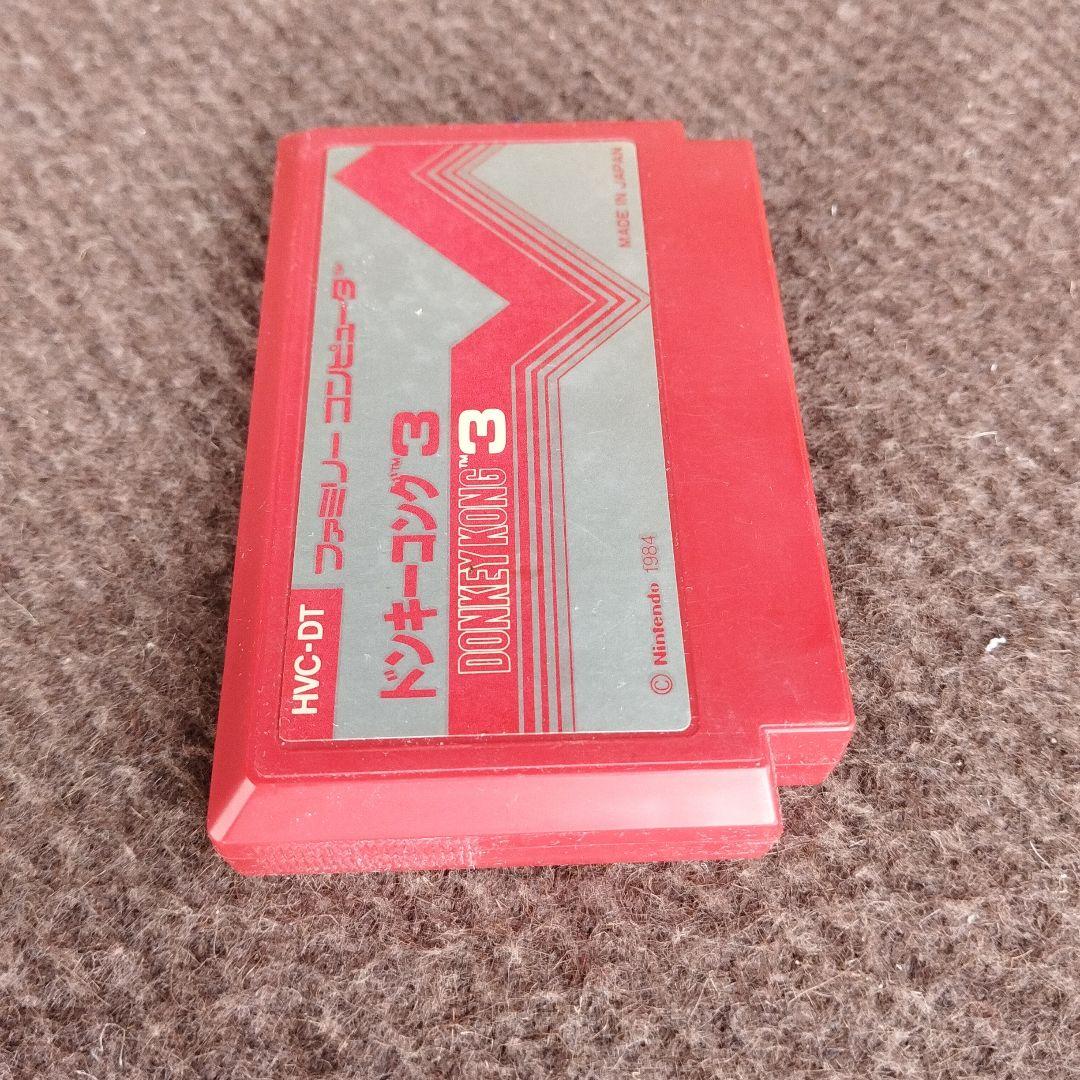 HVC-DT
ファミリー コンピュータ™
ドンキーコング™3
DONKEY KONG™3
© Nintendo 1984
MADE IN JAPAN